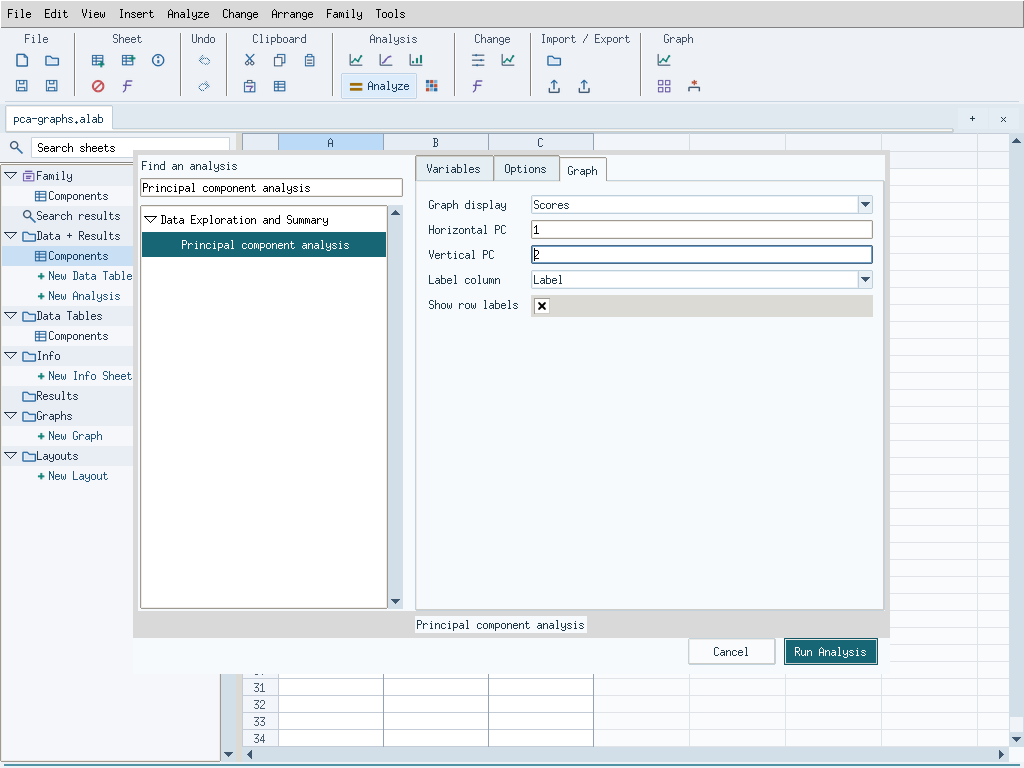 File Edit View Insert Analyze Change Arrange Family Tools
File Sheet Undo Clipboard Analysis Change Import / Export Graph
Analyze
pca-graphs.alab + ×
Search sheets
Family
Components
Search results
Data + Results
Components
+ New Data Table
+ New Analysis
Data Tables
Components
Info
+ New Info Sheet
Results
Graphs
+ New Graph
Layouts
+ New Layout
A B C
Find an analysis
Principal component analysis
Data Exploration and Summary
Principal component analysis
Variables Options Graph
Graph display Scores
Horizontal PC 1
Vertical PC 2
Label column Label
Show row labels
Principal component analysis
Cancel Run Analysis
31
32
33
34